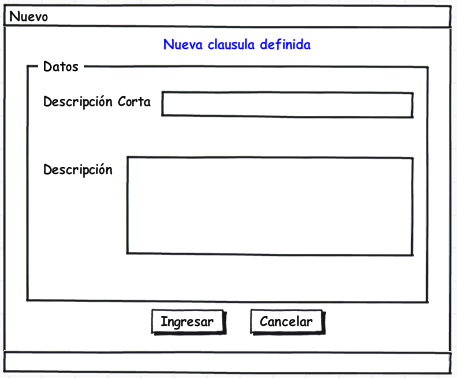 Nuevo
Nueva clausula definida
Datos
Descripción Corta
Descripción
Ingresar
Cancelar